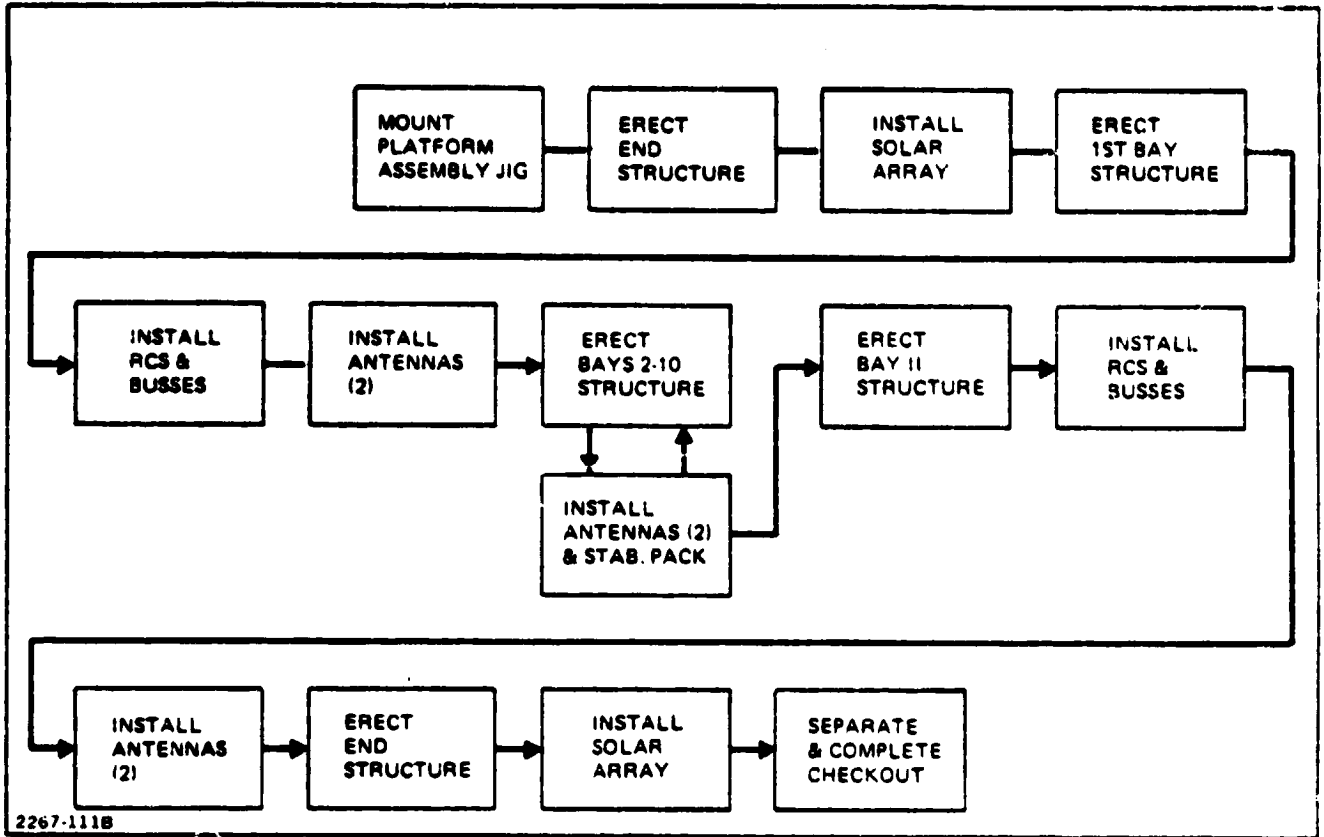 MOUNT
PLATFORM
ASSEMBLY JIG
ERECT
END
STRUCTURE
INSTALL
SOLAR
ARRAY
ERECT
1ST BAY
STRUCTURE
INSTALL
RCS &
BUSSES
INSTALL
ANTENNAS
(2)
ERECT
BAYS 2-10
STRUCTURE
ERECT
BAY II
STRUCTURE
INSTALL
RCS &
BUSSES
INSTALL
ANTENNAS (2)
& STAB. PACK
INSTALL
ANTENNAS
(2)
ERECT
END
STRUCTURE
INSTALL
SOLAR
ARRAY
SEPARATE
& COMPLETE
CHECKOUT
2267-111B